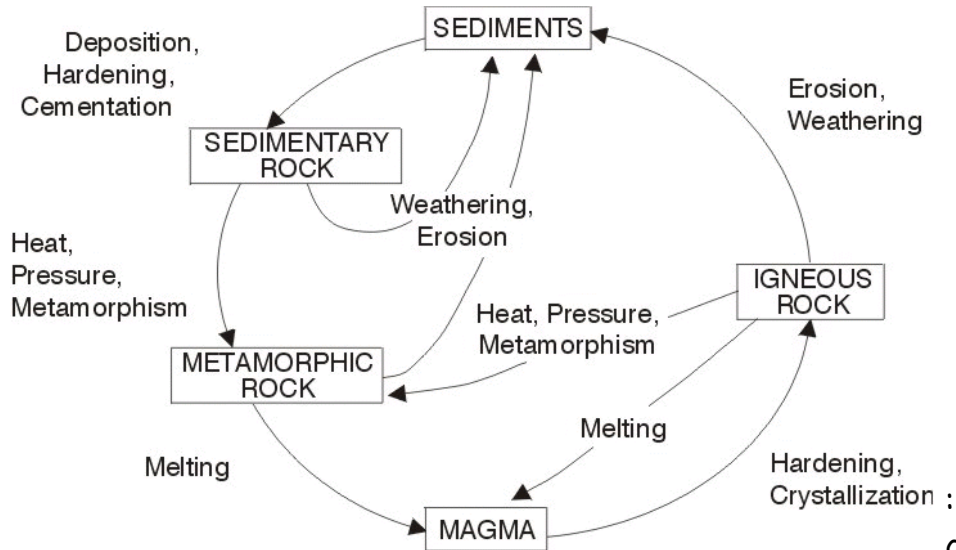 SEDIMENTS
Deposition,
Hardening,
Cementation
Erosion,
Weathering
SEDIMENTARY
ROCK
Weathering,
Erosion
Heat,
Pressure,
Metamorphism
IGNEOUS
ROCK
Heat, Pressure,
Metamorphism
METAMORPHIC
ROCK
Melting
Melting
Hardening,
Crystallization :
MAGMA